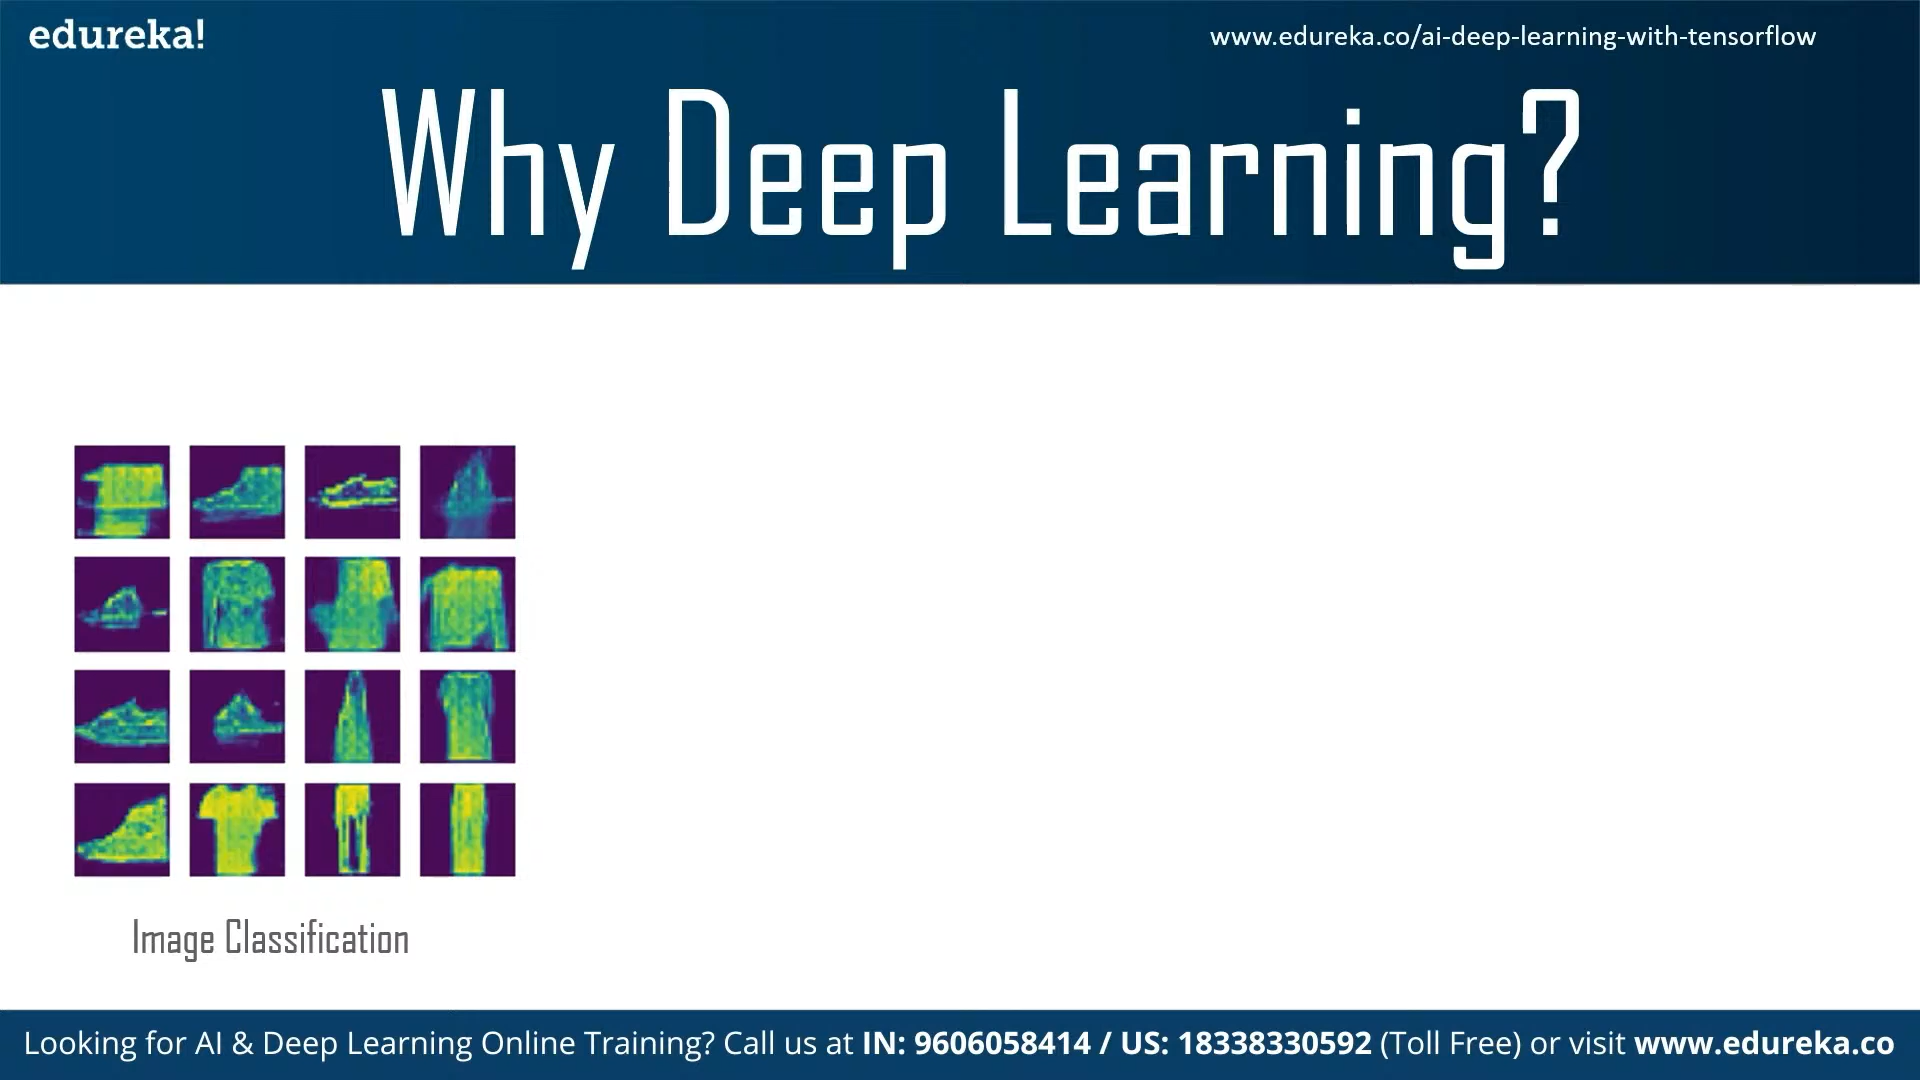 edureka!
www.edureka.co/ai-deep-learning-with-tensorflow
Why Deep Learning?
Image Classification
Looking for AI & Deep Learning Online Training? Call us at IN: 9606058414 / US: 18338330592 (Toll Free) or visit www.edureka.co